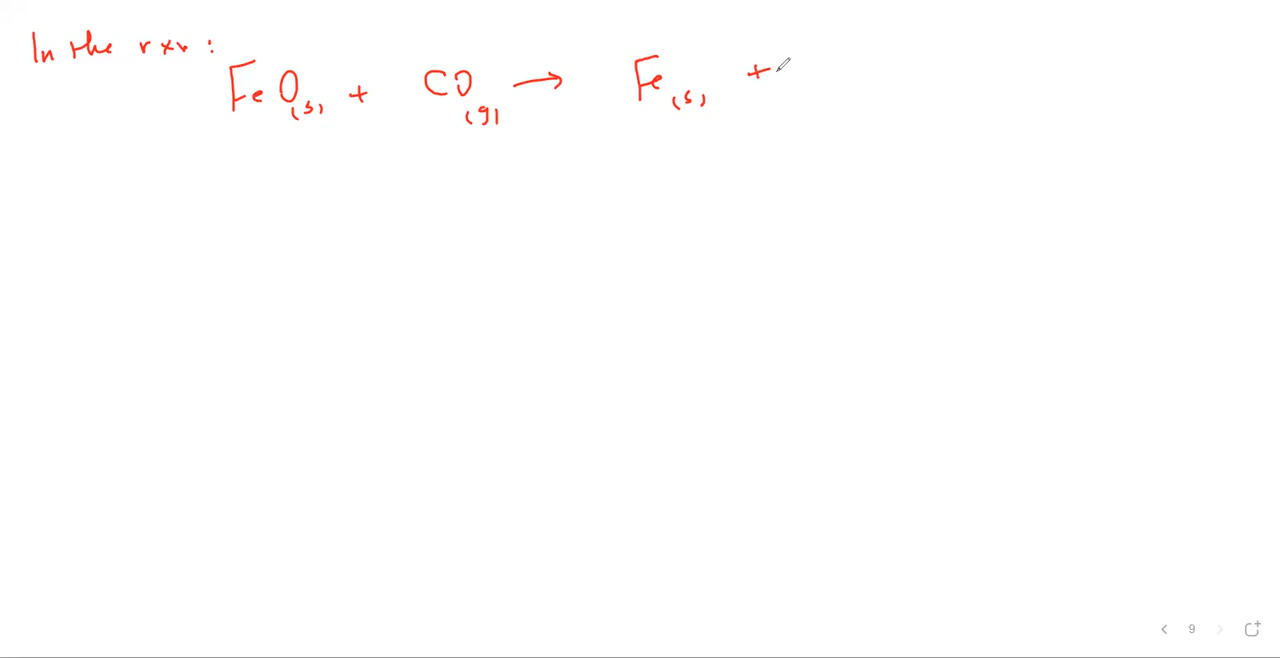 In the rxn :
FeO(s) + CO(g) → Fe(s) +
9